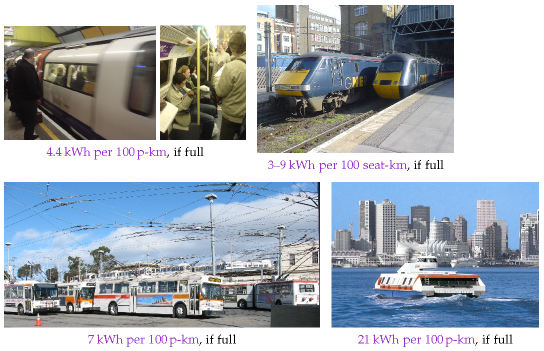 4.4 kWh per 100 p-km, if full
3–9 kWh per 100 seat-km, if full
7 kWh per 100 p-km, if full
21 kWh per 100 p-km, if full